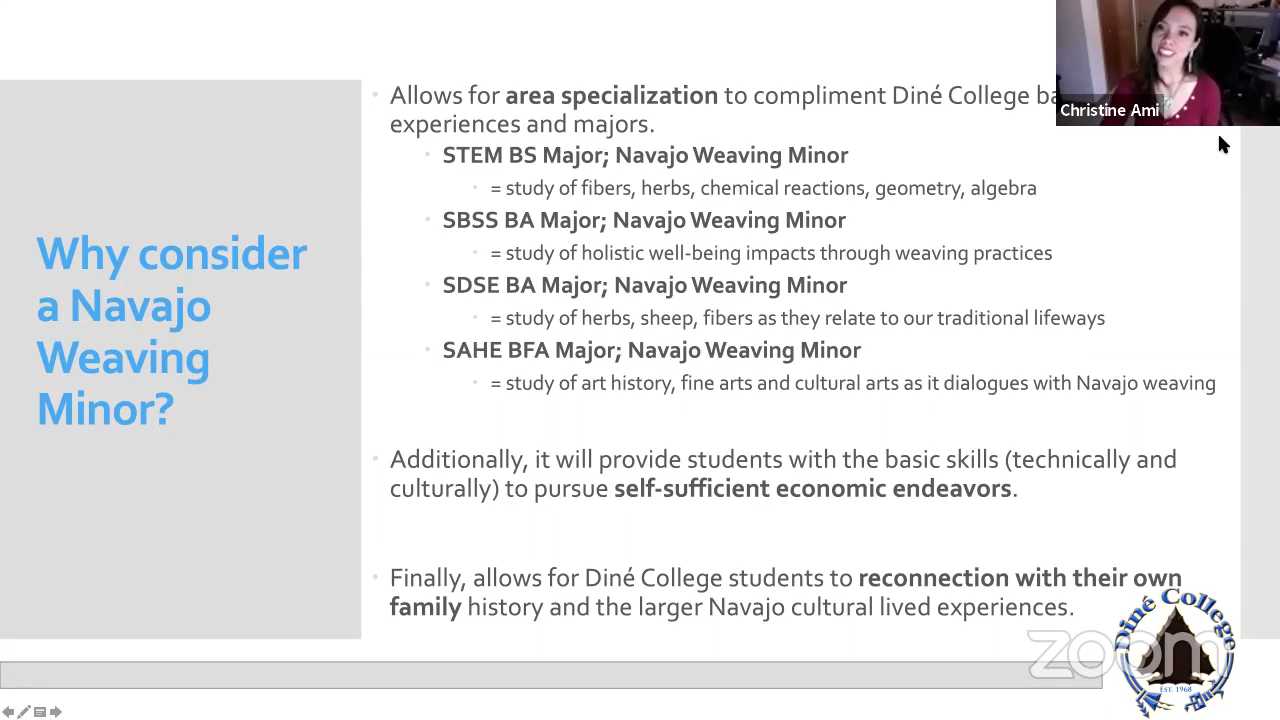 Why consider
a Navajo
Weaving
Minor?
Allows for area specialization to compliment Diné College
experiences and majors.
STEM BS Major; Navajo Weaving Minor
= study of fibers, herbs, chemical reactions, geometry, algebra
SBSS BA Major; Navajo Weaving Minor
= study of holistic well-being impacts through weaving practices
SDSE BA Major; Navajo Weaving Minor
= study of herbs, sheep, fibers as they relate to our traditional lifeways
SAHE BFA Major; Navajo Weaving Minor
= study of art history, fine arts and cultural arts as it dialogues with Navajo weaving
Additionally, it will provide students with the basic skills (technically and
culturally) to pursue self-sufficient economic endeavors.
Finally, allows for Diné College students to reconnection with their own
family history and the larger Navajo cultural lived experiences.
Christine Ami
zoom
Diné College
EST. 1968